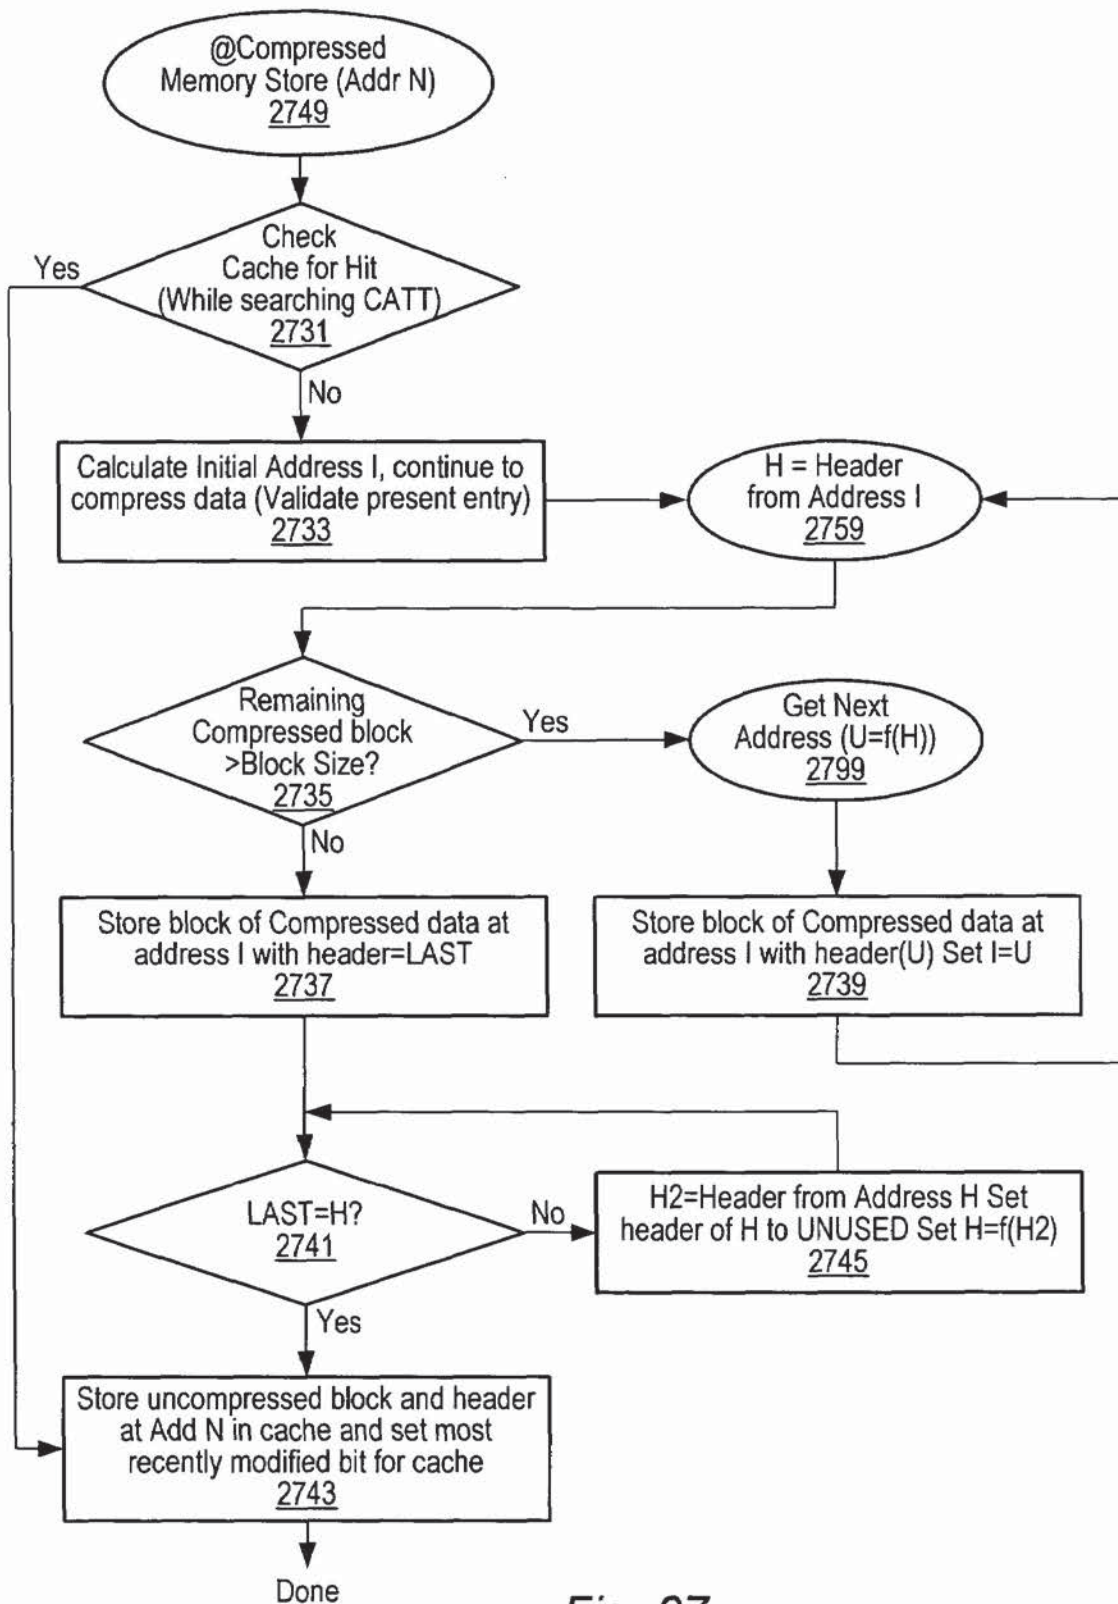 @Compressed
Memory Store (Addr N)
2749
Check
Cache for Hit
(While searching CATT)
2731
Yes
No
Calculate Initial Address I, continue to
compress data (Validate present entry)
2733
H = Header
from Address I
2759
Remaining
Compressed block
>Block Size?
2735
Yes
No
Get Next
Address (U=f(H))
2799
Store block of Compressed data at
address I with header=LAST
2737
Store block of Compressed data at
address I with header(U) Set I=U
2739
LAST=H?
2741
No
Yes
H2=Header from Address H Set
header of H to UNUSED Set H=f(H2)
2745
Store uncompressed block and header
at Add N in cache and set most
recently modified bit for cache
2743
Done